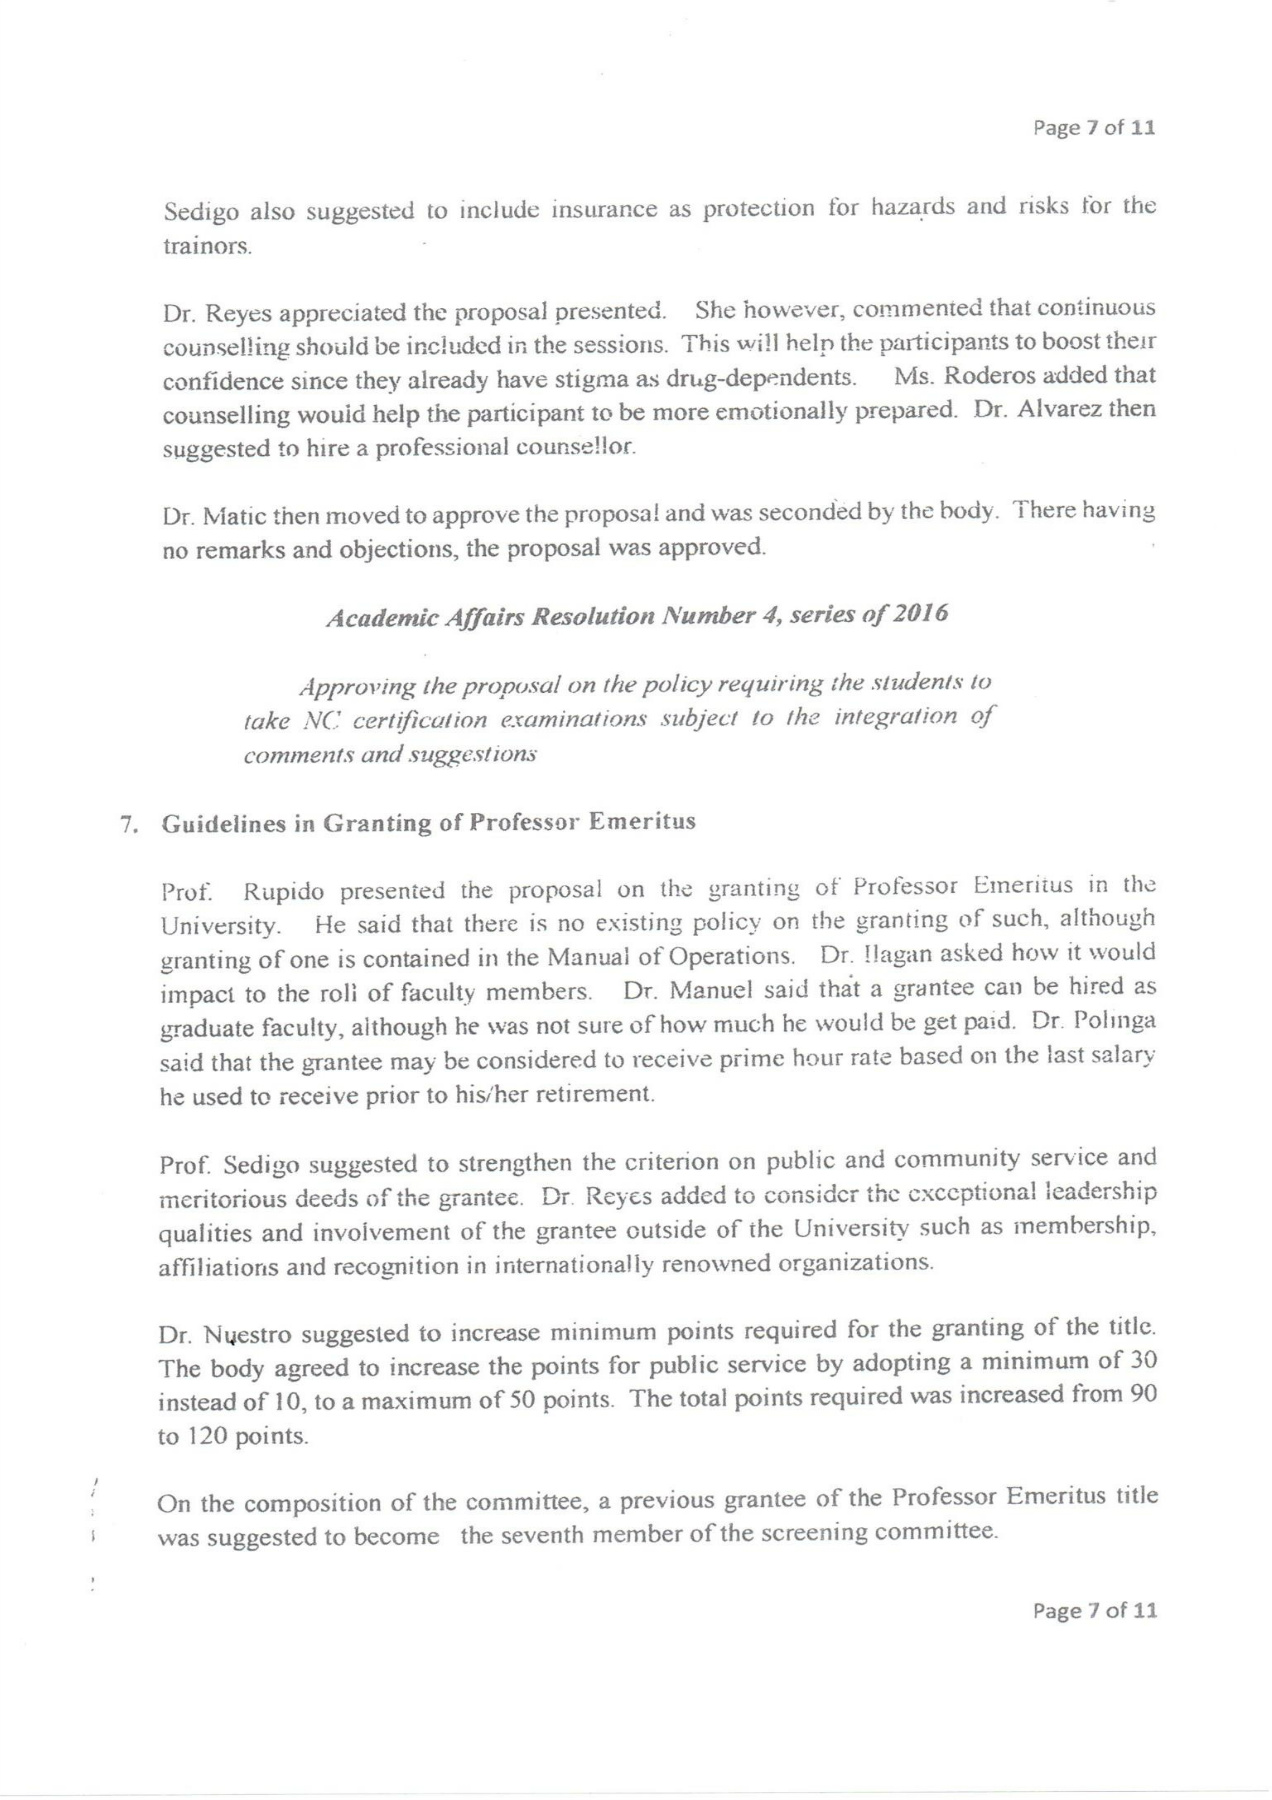 Page 7 of 11
Sedigo also suggested to include insurance as protection for hazards and risks for the
trainors.
Dr. Reyes appreciated the proposal presented. She however, commented that continuous
counselling should be included in the sessions. This will help the participants to boost their
confidence since they already have stigma as drug-dependents. Ms. Roderos added that
counselling would help the participant to be more emotionally prepared. Dr. Alvarez then
suggested to hire a professional counsellor.
Dr. Matic then moved to approve the proposal and was seconded by the body. There having
no remarks and objections, the proposal was approved.
Academic Affairs Resolution Number 4, series of 2016
Approving the proposal on the policy requiring the students to
take NC certification examinations subject to the integration of
comments and suggestions
7. Guidelines in Granting of Professor Emeritus
Prof. Rupido presented the proposal on the granting of Professor Emeritus in the
University. He said that there is no existing policy on the granting of such, although
granting of one is contained in the Manual of Operations. Dr. Ilagan asked how it would
impact to the roll of faculty members. Dr. Manuel said that a grantee can be hired as
graduate faculty, although he was not sure of how much he would be get paid. Dr. Polinga
said that the grantee may be considered to receive prime hour rate based on the last salary
he used to receive prior to his/her retirement.
Prof. Sedigo suggested to strengthen the criterion on public and community service and
meritorious deeds of the grantee. Dr. Reyes added to consider the exceptional leadership
qualities and involvement of the grantee outside of the University such as membership,
affiliations and recognition in internationally renowned organizations.
Dr. Nuestro suggested to increase minimum points required for the granting of the title.
The body agreed to increase the points for public service by adopting a minimum of 30
instead of 10, to a maximum of 50 points. The total points required was increased from 90
to 120 points.
On the composition of the committee, a previous grantee of the Professor Emeritus title
was suggested to become the seventh member of the screening committee.
Page 7 of 11